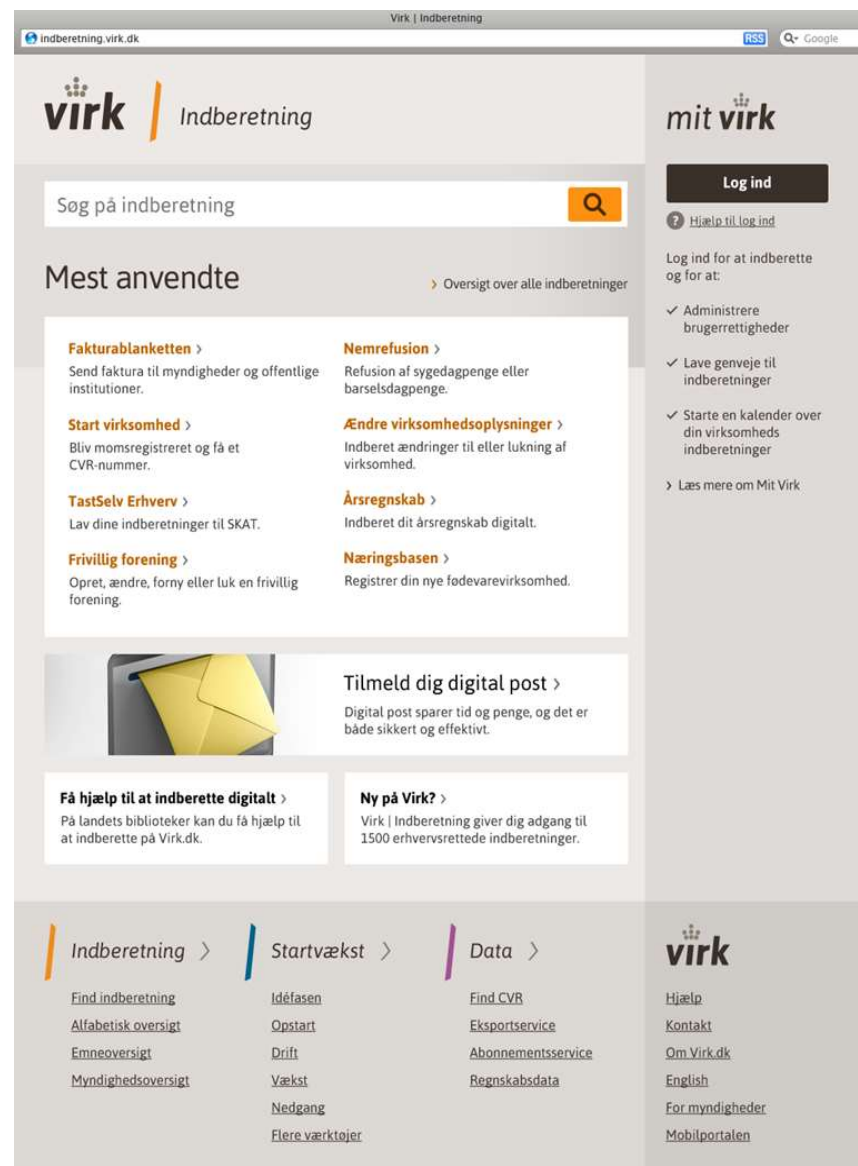 Virk | Indberetning
indberetning.virk.dk
RSS
Google
virk
Indberetning
Søg på indberetning
Mest anvendte
› Oversigt over alle indberetninger
Fakturablanketten ›
Send faktura til myndigheder og offentlige
institutioner.
Start virksomhed ›
Bliv momsregistreret og få et
CVR-nummer.
TastSelv Erhverv ›
Lav dine indberetninger til SKAT.
Frivillig forening ›
Opret, ændre, forny eller luk en frivillig
forening.
Nemrefusion ›
Refusion af sygedagpenge eller
barselsdagpenge.
Ændre virksomhedsoplysninger ›
Indberet ændringer til eller lukning af
virksomhed.
Årsregnskab ›
Indberet dit årsregnskab digitalt.
Næringsbasen ›
Registrer din nye fødevarevirksomhed.
Tilmeld dig digital post ›
Digital post sparer tid og penge, og det er
både sikkert og effektivt.
Få hjælp til at indberette digitalt ›
På landets biblioteker kan du få hjælp til
at indberette på Virk.dk.
Ny på Virk? ›
Virk | Indberetning giver dig adgang til
1500 erhvervsrettede indberetninger.
mit virk
Log ind
? Hjælp til log ind
Log ind for at indberette
og for at:
✓ Administrere
brugerrettigheder
✓ Lave genveje til
indberetninger
✓ Starte en kalender over
din virksomheds
indberetninger
› Læs mere om Mit Virk
Indberetning ›
Find indberetning
Alfabetisk oversigt
Emneoversigt
Myndighedsoversigt
Startvækst ›
Idéfasen
Opstart
Drift
Vækst
Nedgang
Flere værktøjer
Data ›
Find CVR
Eksportservice
Abonnementsservice
Regnskabsdata
virk
Hjælp
Kontakt
Om Virk.dk
English
For myndigheder
Mobilportalen